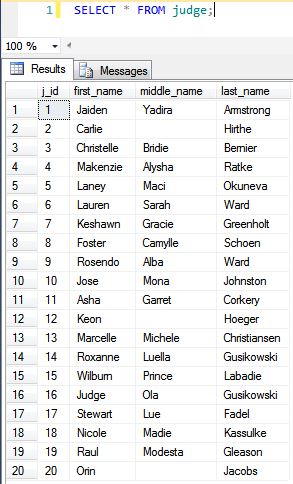 1 SELECT * FROM judge;
100 %
Results Messages
j_id first_name middle_name last_name
1 1 Jaiden Yadira Armstrong
2 2 Carlie Hirthe
3 3 Christelle Bridie Bernier
4 4 Makenzie Alysha Ratke
5 5 Laney Maci Okuneva
6 6 Lauren Sarah Ward
7 7 Keshawn Gracie Greenholt
8 8 Foster Camylle Schoen
9 9 Rosendo Alba Ward
10 10 Jose Mona Johnston
11 11 Asha Garret Corkery
12 12 Keon Hoeger
13 13 Marcelle Michele Christiansen
14 14 Roxanne Luella Gusikowski
15 15 Wilburn Prince Labadie
16 16 Judge Ola Gusikowski
17 17 Stewart Lue Fadel
18 18 Nicole Madie Kassulke
19 19 Raul Modesta Gleason
20 20 Orin Jacobs